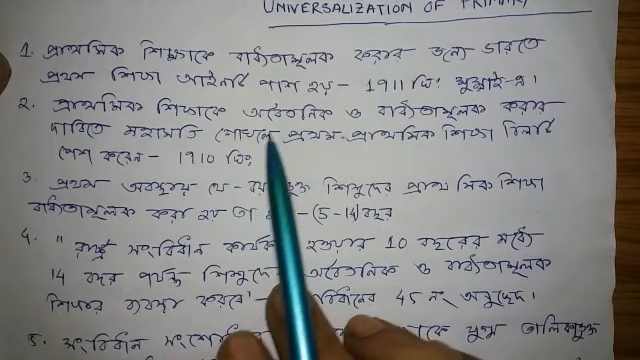 UNIVERSALIZATION OF PRIMARY
1. প্রাথমিক শিক্ষাকে বাধ্যতামূলক করার জন্যে ভারতে
প্রথম শিক্ষা আইনটি পাশ হয় - 1911 খ্রিঃ মুম্বাই-এ।
2. প্রাথমিক শিক্ষাকে অবৈতনিক ও বাধ্যতামূলক করার
দাবিতে মহামতি গোখলে প্রথম প্রাথমিক শিক্ষা বিলটি
পেশ করেন - 1910 খ্রিঃ
3. প্রথম অবস্থায় যে - শিশুদের প্রাথমিক শিক্ষা
বাধ্যতামূলক করা হয় তা - (5-14) বছর
4. " রাষ্ট্র সংবিধান কার্যকর হওয়ার 10 বছরের মধ্যে
14 বছর পর্যন্ত শিশুদের অবৈতনিক ও বাধ্যতামূলক
শিক্ষার ব্যবস্থা করবে" - 45 নং অনুচ্ছেদ।
5. সংবিধান মুগ্ম তালিকাভুক্ত